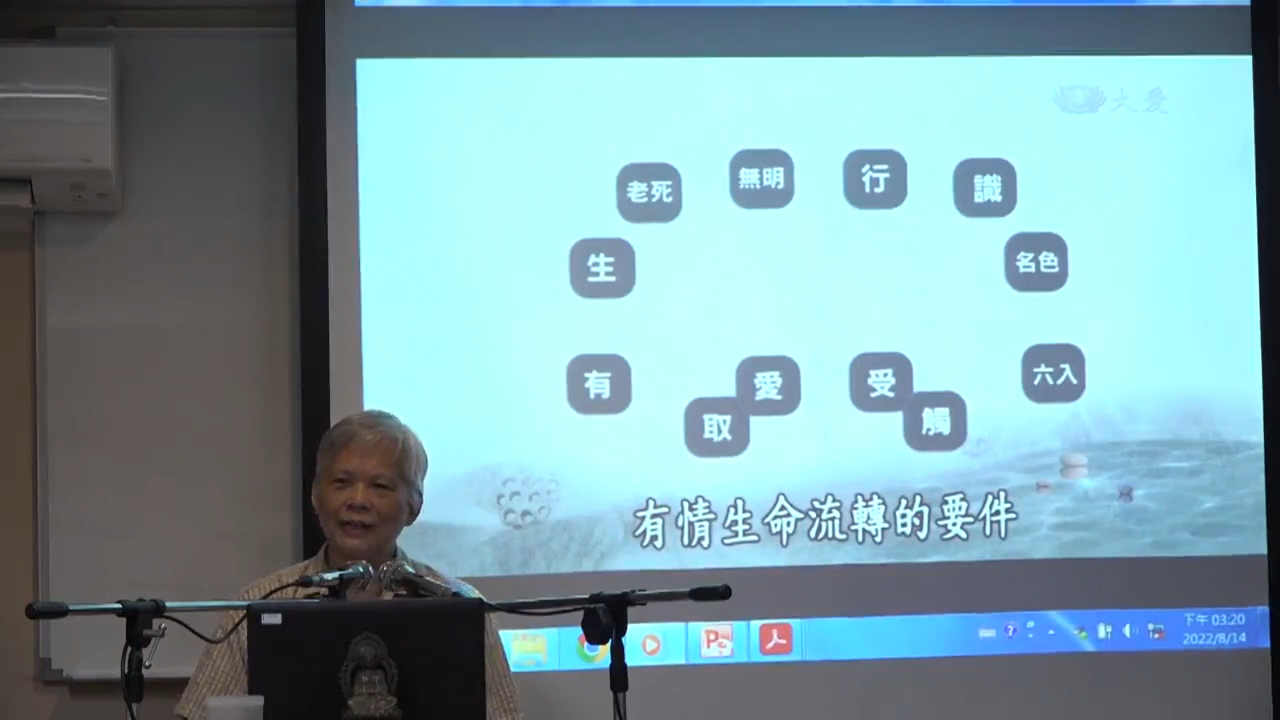 大愛
老死
無明
行
識
生
名色
有
愛
受
六入
取
觸
有情生命流轉的要件
下午 03:20
2022/8/14